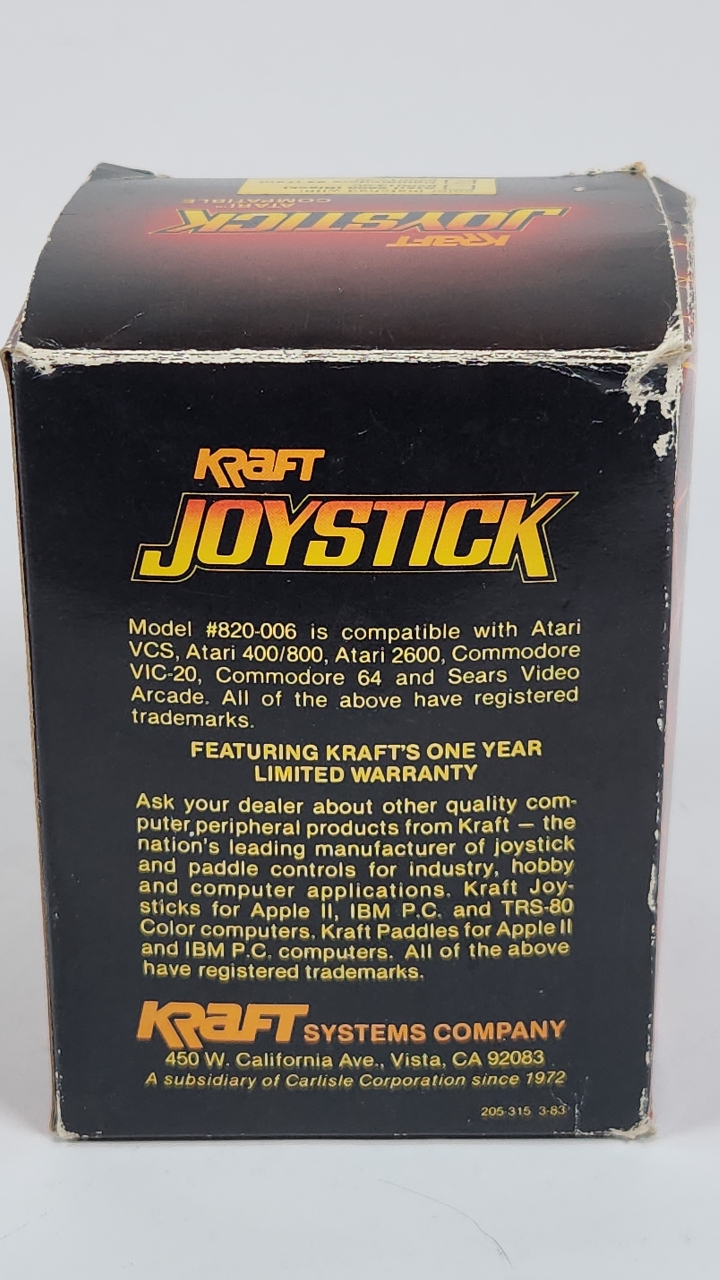 KRAFT
JOYSTICK
ATARI™
COMPATIBLE
KRAFT
JOYSTICK
Model #820-006 is compatible with Atari
VCS, Atari 400/800, Atari 2600, Commodore
VIC-20, Commodore 64 and Sears Video
Arcade. All of the above have registered
trademarks.
FEATURING KRAFT'S ONE YEAR
LIMITED WARRANTY
Ask your dealer about other quality com-
puter peripheral products from Kraft — the
nation's leading manufacturer of joystick
and paddle controls for industry, hobby
and computer applications. Kraft Joy-
sticks for Apple II, IBM P.C. and TRS-80
Color computers. Kraft Paddles for Apple II
and IBM P.C. computers. All of the above
have registered trademarks.
KRAFT SYSTEMS COMPANY
450 W. California Ave., Vista, CA 92083
A subsidiary of Carlisle Corporation since 1972
205-315 3-83